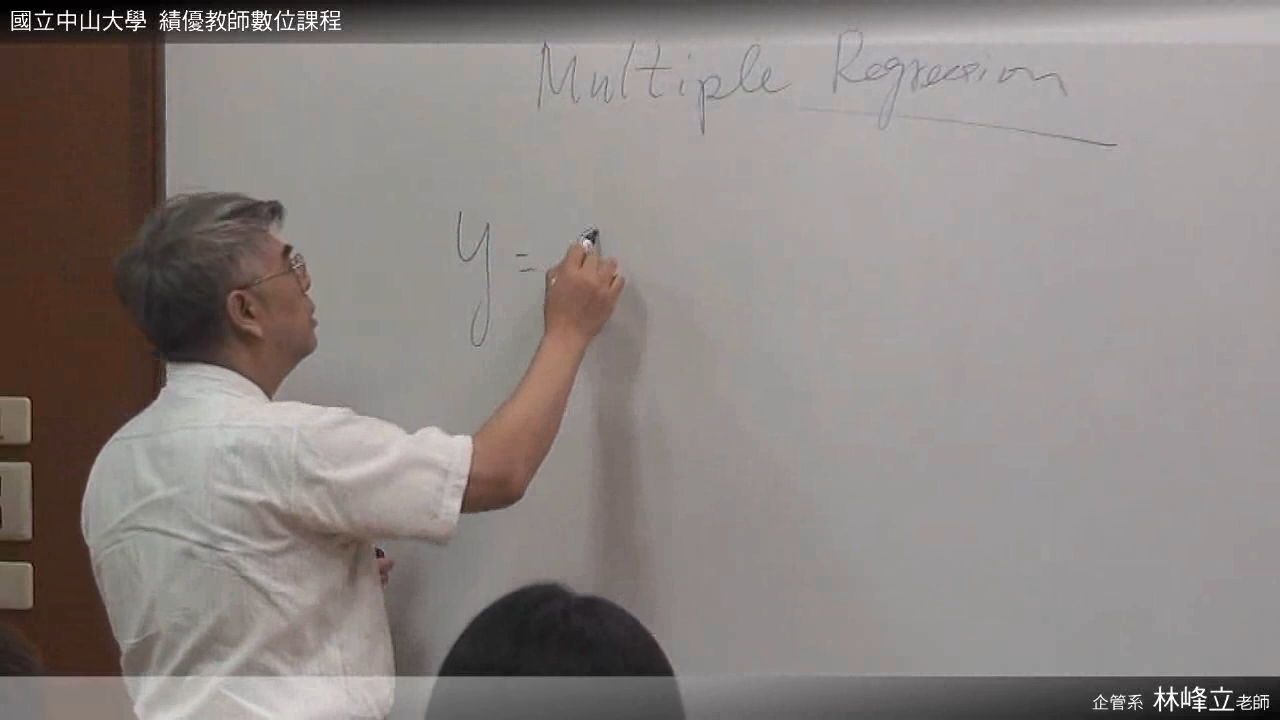 國立中山大學 績優教師數位課程
Multiple Regression
y =
企管系 林峰立老師